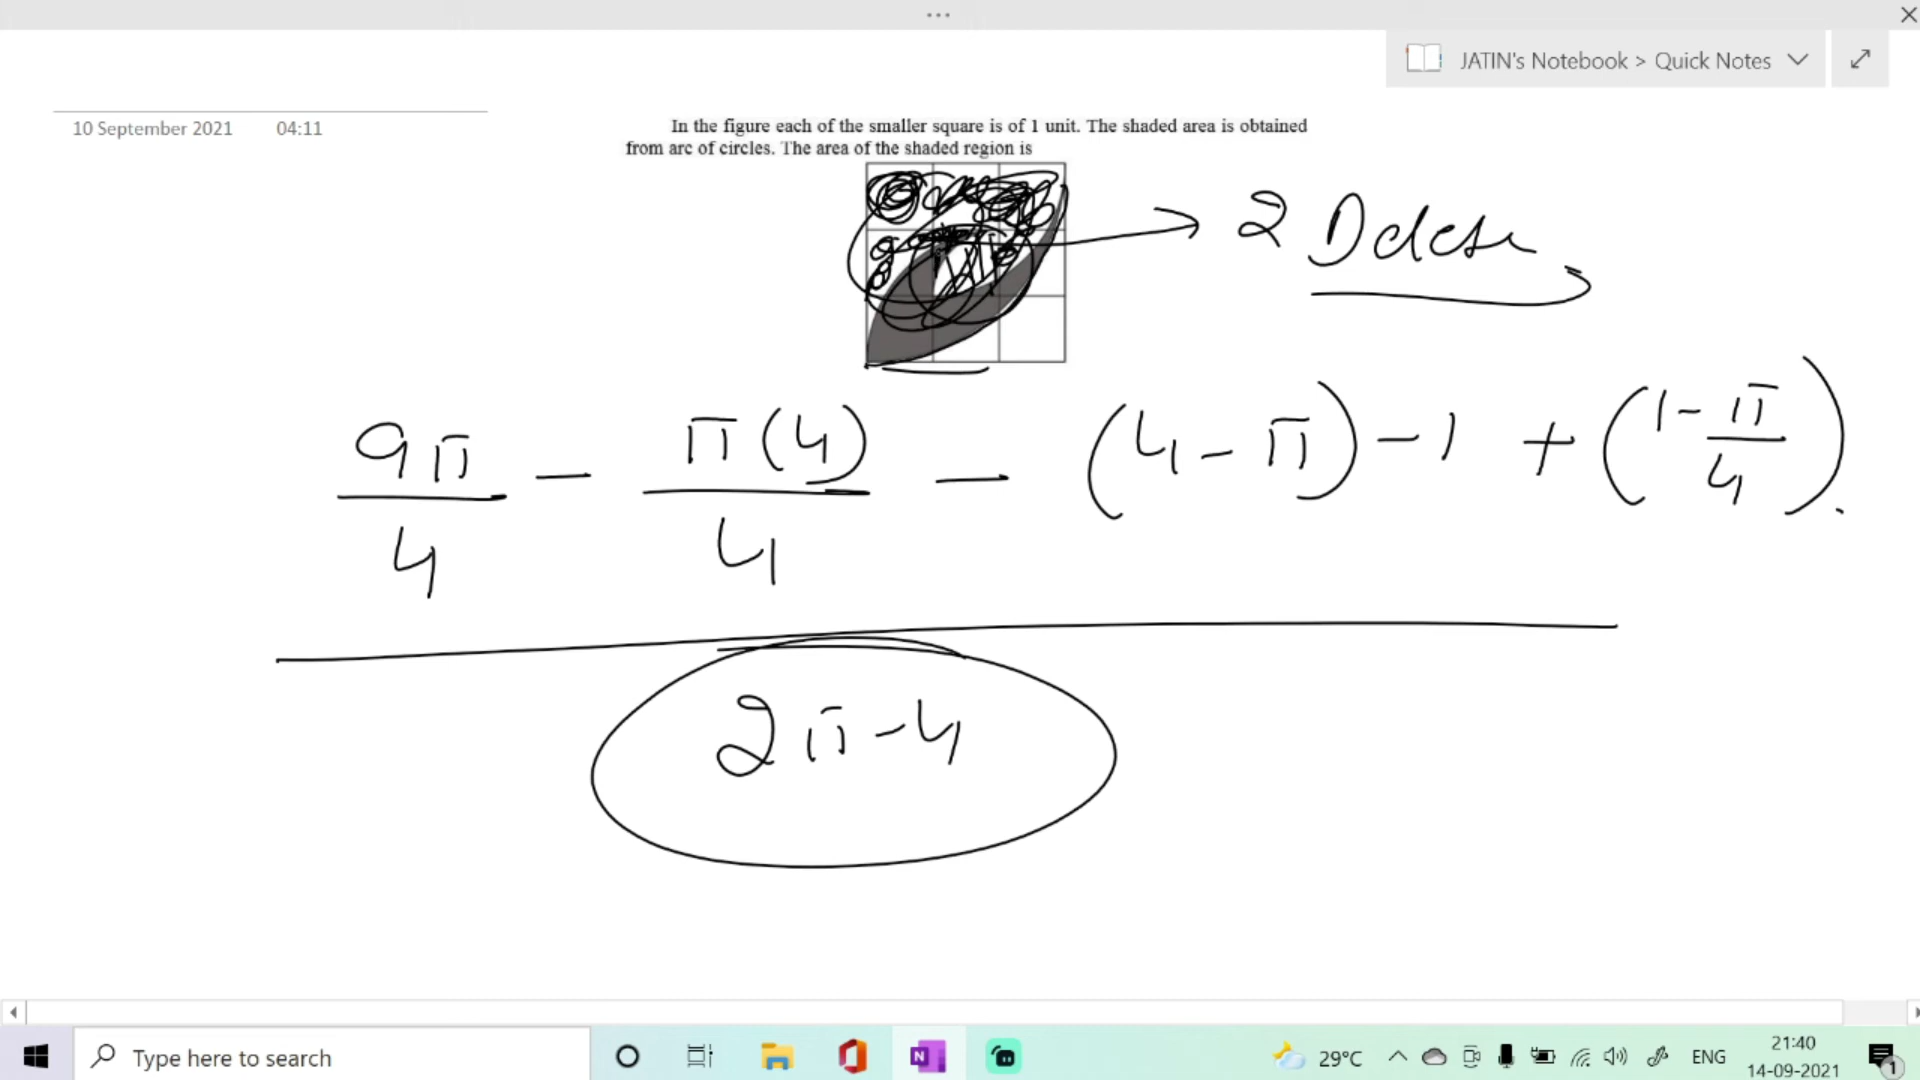 JATIN's Notebook > Quick Notes
10 September 2021 04:11
In the figure each of the smaller square is of 1 unit. The shaded area is obtained
from arc of circles. The area of the shaded region is
2 Delete
9π/4 - π(4)/4 - (4-π) -1 + (1-π/4).
2π-4
Type here to search
29°C
ENG
21:40
14-09-2021
1